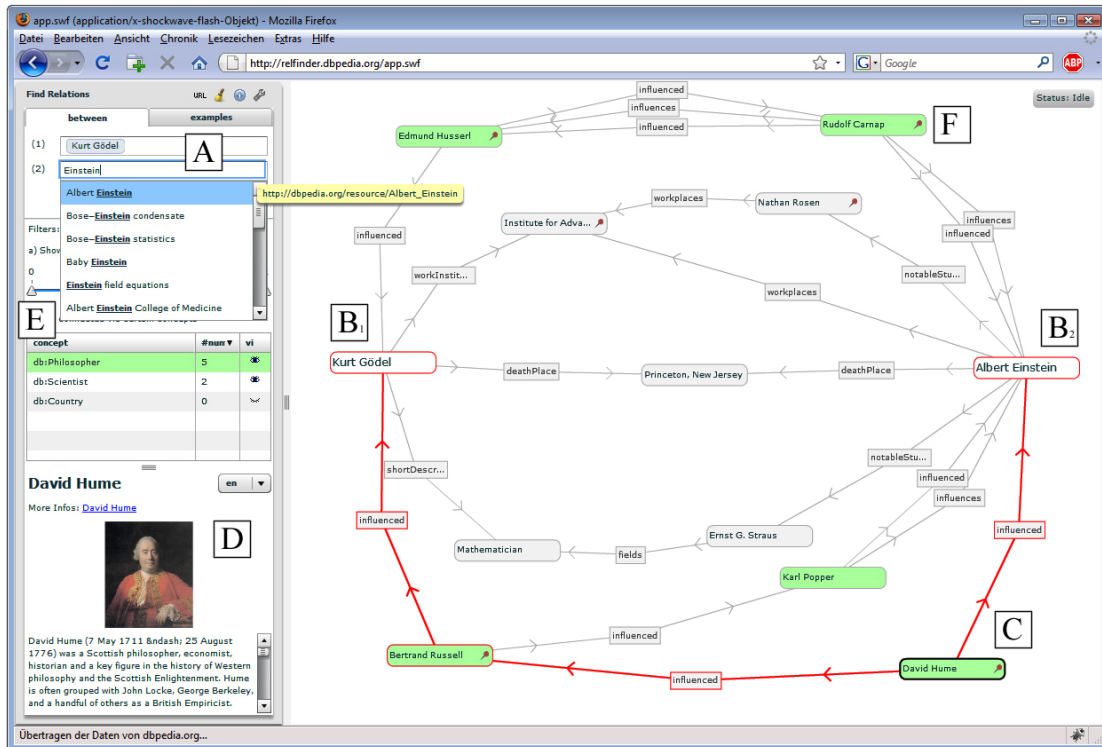 app.swf (application/x-shockwave-flash-Objekt) - Mozilla Firefox
Datei Bearbeiten Ansicht Chronik Lesezeichen Extras Hilfe
http://relfinder.dbpedia.org/app.swf
G Google
ABP
Find Relations
URL
between examples
(1) Kurt Gödel
A
(2) Einstein
Albert Einstein
http://dbpedia.org/resource/Albert_Einstein
Bose–Einstein condensate
Bose–Einstein statistics
Baby Einstein
Einstein field equations
Albert Einstein College of Medicine
Filters:
a) Show
0
E
concept #num vi
db:Philosopher 5
db:Scientist 2
db:Country 0
David Hume
en
More Infos: David Hume
D
David Hume (7 May 1711 &ndash; 25 August
1776) was a Scottish philosopher, economist,
historian and a key figure in the history of Western
philosophy and the Scottish Enlightenment. Hume
is often grouped with John Locke, George Berkeley,
and a handful of others as a British Empiricist.
Status: Idle
influenced
influences
influenced
Edmund Husserl
Rudolf Carnap
F
workplaces
Nathan Rosen
Institute for Adva...
influences
influenced
influenced
workInstit...
notableStu...
workplaces
B1
B2
Kurt Gödel
deathPlace
Princeton, New Jersey
deathPlace
Albert Einstein
shortDescr...
notableStu...
influenced
influences
influenced
influenced
Mathematician
fields
Ernst G. Straus
Karl Popper
influenced
C
Bertrand Russell
influenced
David Hume
Übertragen der Daten von dbpedia.org...